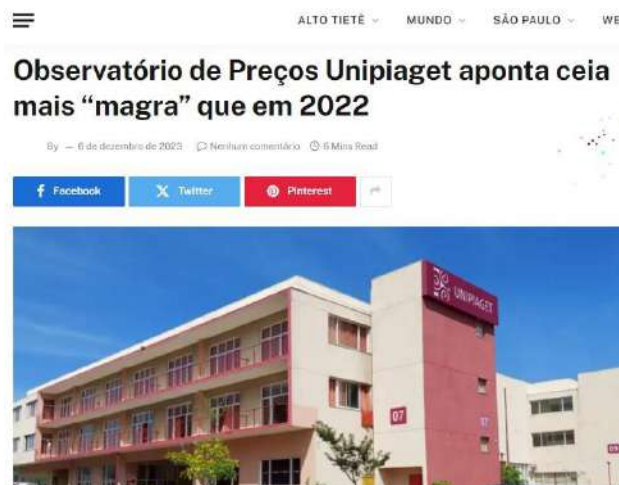 ALTO TIETÊ MUNDO SÃO PAULO WE
Observatório de Preços Unipiaget aponta ceia
mais “magra” que em 2022
By — 6 de dezembro de 2023 Nenhum comentário 6 Mins Read
Facebook Twitter Pinterest
UNIPIAGET
07